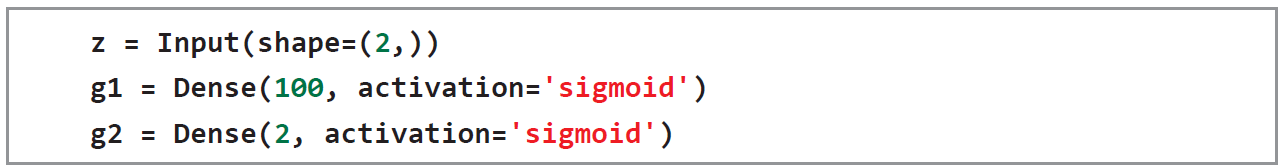 z = Input(shape=(2,))
g1 = Dense(100, activation='sigmoid')
g2 = Dense(2, activation='sigmoid')